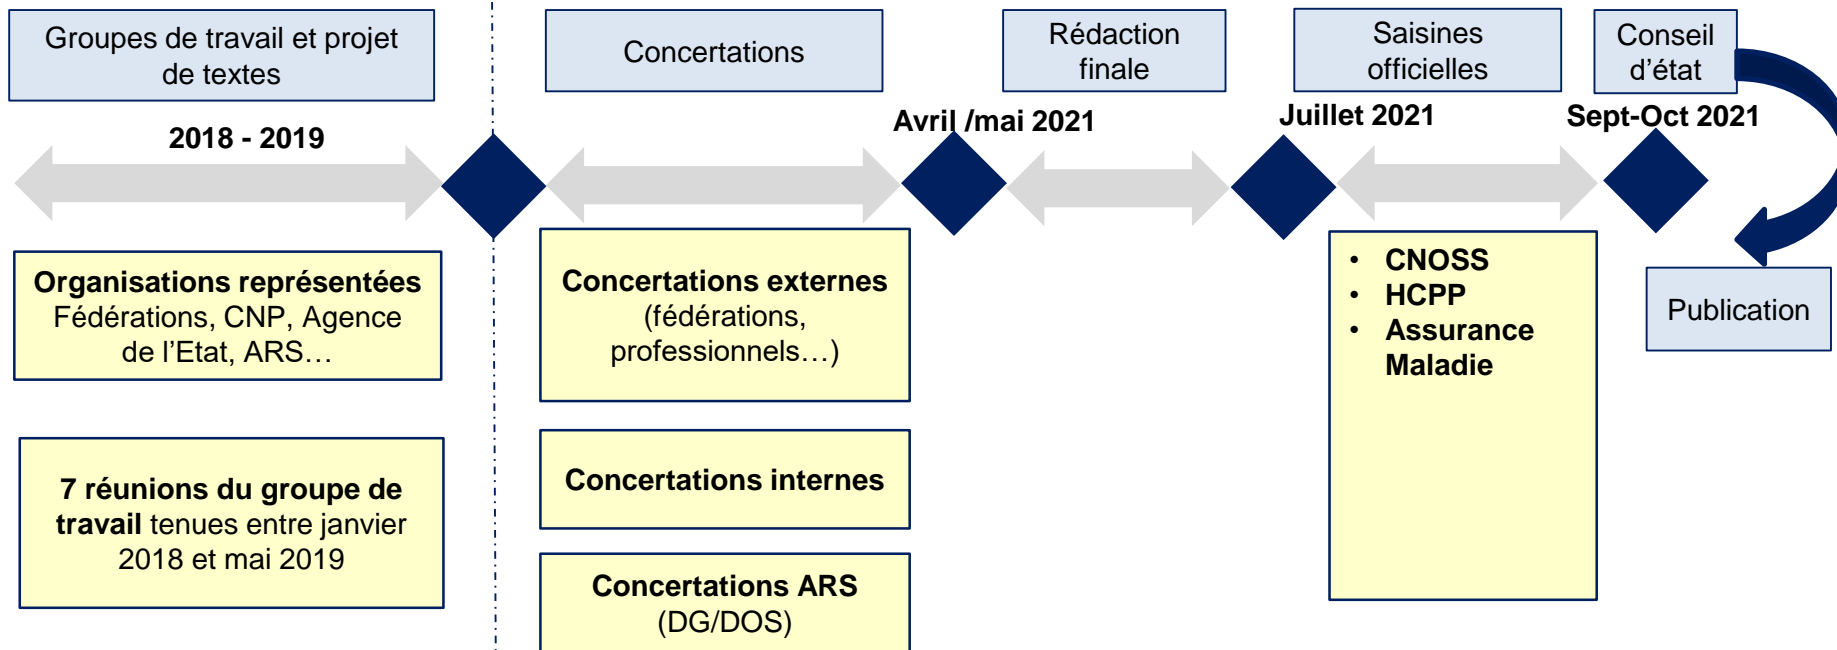 Groupes de travail et projet
de textes
Concertations
Rédaction
finale
Saisines
officielles
Conseil
d’état
2018 - 2019
Avril /mai 2021
Juillet 2021
Sept-Oct 2021
Organisations représentées
Fédérations, CNP, Agence
de l’Etat, ARS…
7 réunions du groupe de
travail tenues entre janvier
2018 et mai 2019
Concertations externes
(fédérations,
professionnels…)
Concertations internes
Concertations ARS
(DG/DOS)
• CNOSS
• HCPP
• Assurance
Maladie
Publication